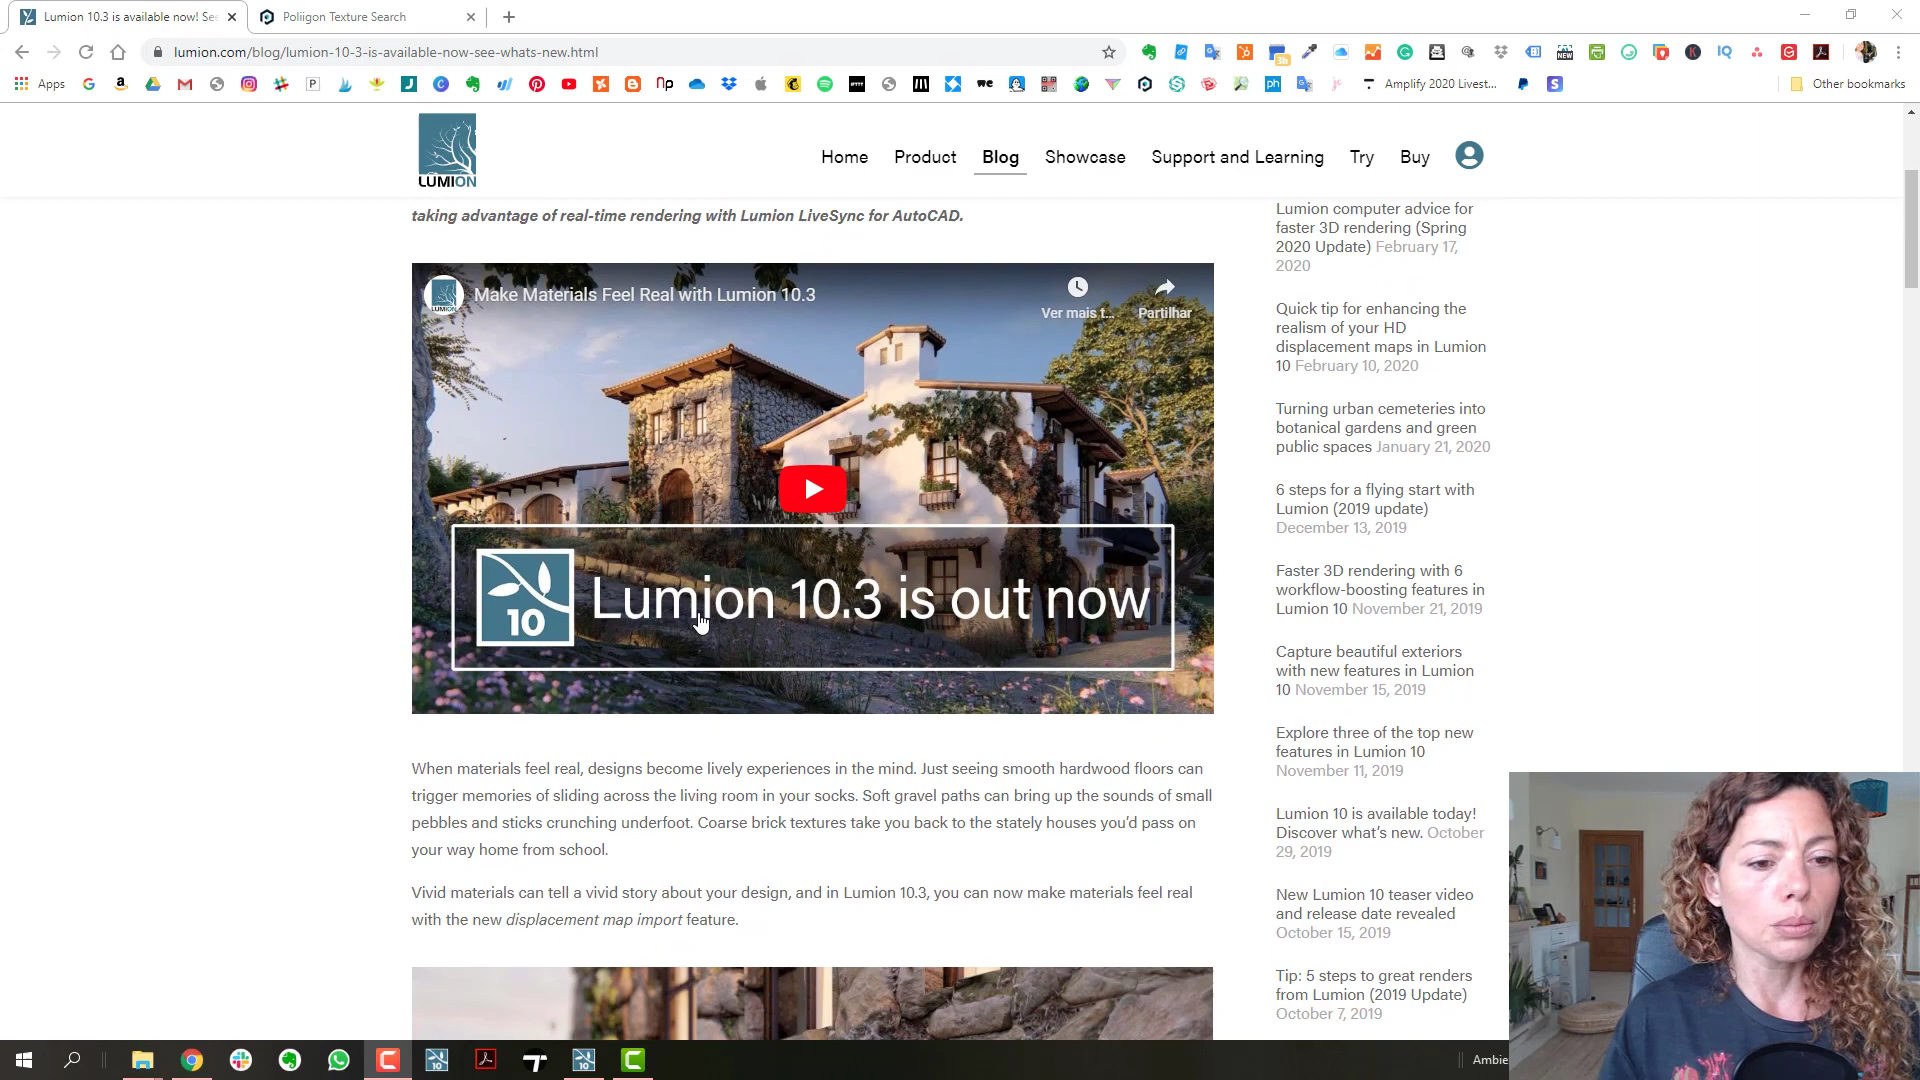 Lumion 10.3 is available now! See
Poliigon Texture Search
lumion.com/blog/lumion-10-3-is-available-now-see-whats-new.html
Apps
Amplify 2020 Livest...
Other bookmarks
LUMION
Home
Product
Blog
Showcase
Support and Learning
Try
Buy
taking advantage of real-time rendering with Lumion LiveSync for AutoCAD.
Make Materials Feel Real with Lumion 10.3
Ver mais t...
Partilhar
10
Lumion 10.3 is out now
When materials feel real, designs become lively experiences in the mind. Just seeing smooth hardwood floors can
trigger memories of sliding across the living room in your socks. Soft gravel paths can bring up the sounds of small
pebbles and sticks crunching underfoot. Coarse brick textures take you back to the stately houses you'd pass on
your way home from school.
Vivid materials can tell a vivid story about your design, and in Lumion 10.3, you can now make materials feel real
with the new displacement map import feature.
Lumion computer advice for
faster 3D rendering (Spring
2020 Update) February 17,
2020
Quick tip for enhancing the
realism of your HD
displacement maps in Lumion
10 February 10, 2020
Turning urban cemeteries into
botanical gardens and green
public spaces January 21, 2020
6 steps for a flying start with
Lumion (2019 update)
December 13, 2019
Faster 3D rendering with 6
workflow-boosting features in
Lumion 10 November 21, 2019
Capture beautiful exteriors
with new features in Lumion
10 November 15, 2019
Explore three of the top new
features in Lumion 10
November 11, 2019
Lumion 10 is available today!
Discover what's new. October
29, 2019
New Lumion 10 teaser video
and release date revealed
October 15, 2019
Tip: 5 steps to great renders
from Lumion (2019 Update)
October 7, 2019
Ambie